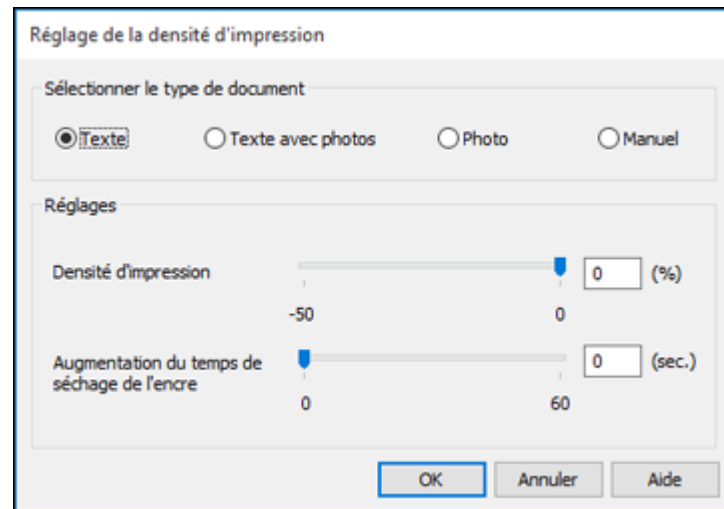 Réglage de la densité d'impression
Sélectionner le type de document
Texte
Texte avec photos
Photo
Manuel
Réglages
Densité d'impression
0
(%)
-50
0
Augmentation du temps de
séchage de l'encre
0
(sec.)
0
60
OK
Annuler
Aide